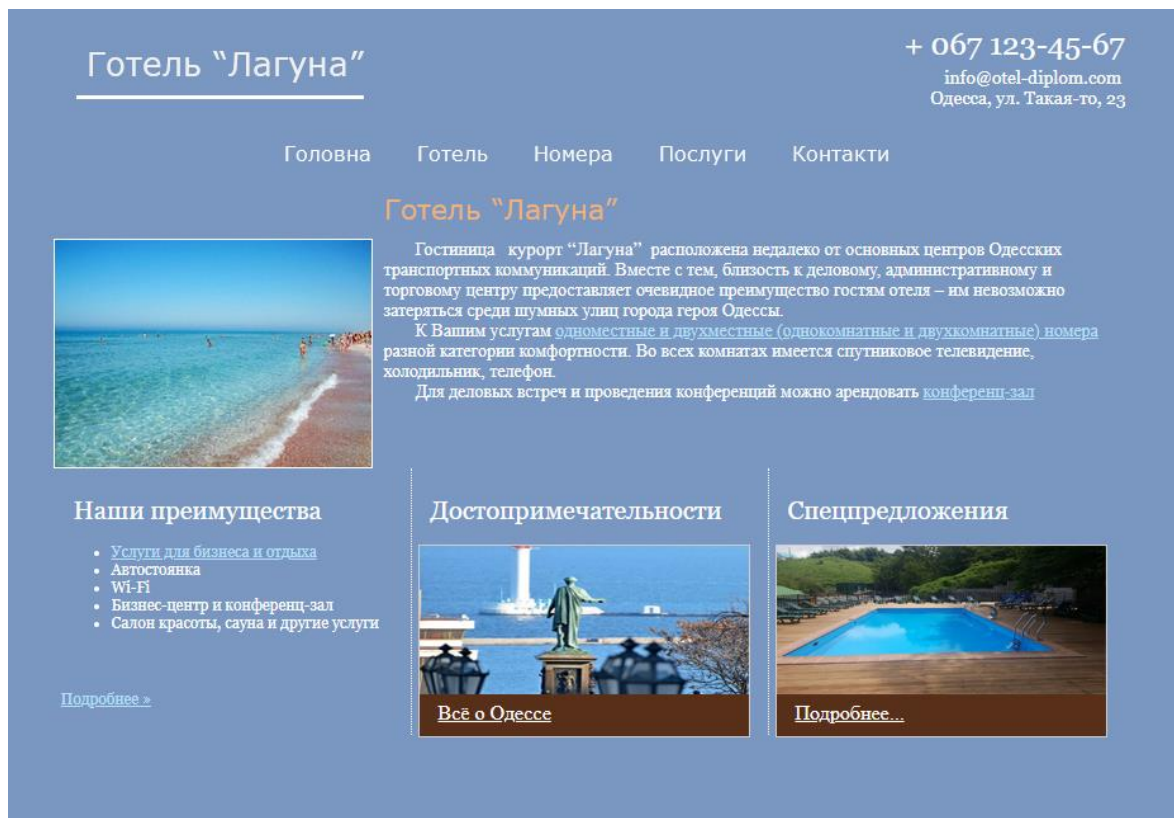 Готель “Лагуна”
+ 067 123-45-67
info@otel-diplom.com
Одесса, ул. Такая-то, 23
Головна Готель Номера Послуги Контакти
Готель “Лагуна”
Гостиница курорт “Лагуна” расположена недалеко от основных центров Одесских
транспортных коммуникаций. Вместе с тем, близость к деловому, административному и
торговому центру предоставляет очевидное преимущество гостям отеля – им невозможно
затеряться среди шумных улиц города героя Одессы.
К Вашим услугам одноместные и двухместные (однокомнатные и двухкомнатные) номера
разной категории комфортности. Во всех комнатах имеется спутниковое телевидение,
холодильник, телефон.
Для деловых встреч и проведения конференций можно арендовать конференц-зал
Наши преимущества
• Услуги для бизнеса и отдыха
• Автостоянка
• Wi-Fi
• Бизнес-центр и конференц-зал
• Салон красоты, сауна и другие услуги
Подробнее »
Достопримечательности
Всё о Одессе
Спецпредложения
Подробнее...